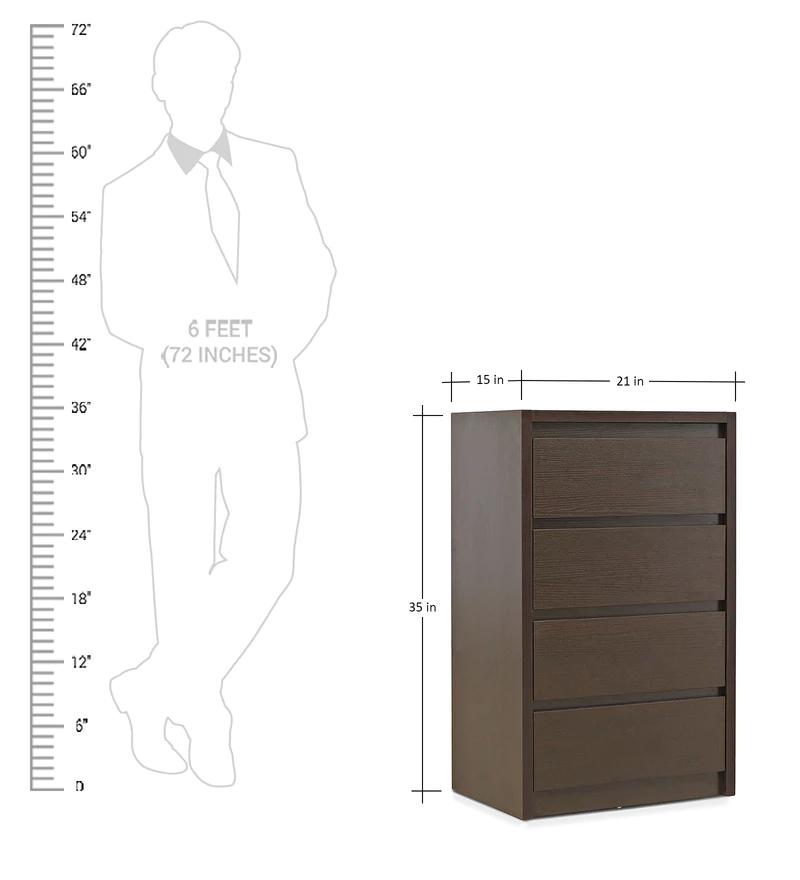 72"
66"
60"
54"
48"
42"
36"
30"
24"
18"
12"
6"
0
6 FEET
(72 INCHES)
15 in
21 in
35 in